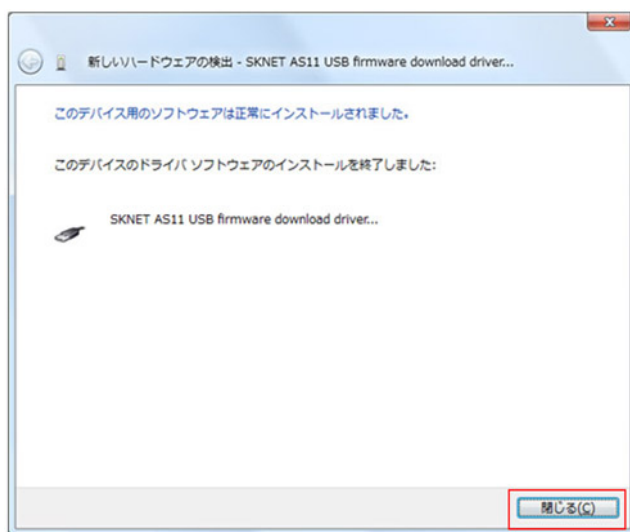 新しいハードウェアの検出 - SKNET AS11 USB firmware download driver...
このデバイス用のソフトウェアは正常にインストールされました。
このデバイスのドライバ ソフトウェアのインストールを終了しました:
SKNET AS11 USB firmware download driver...
閉じる(C)